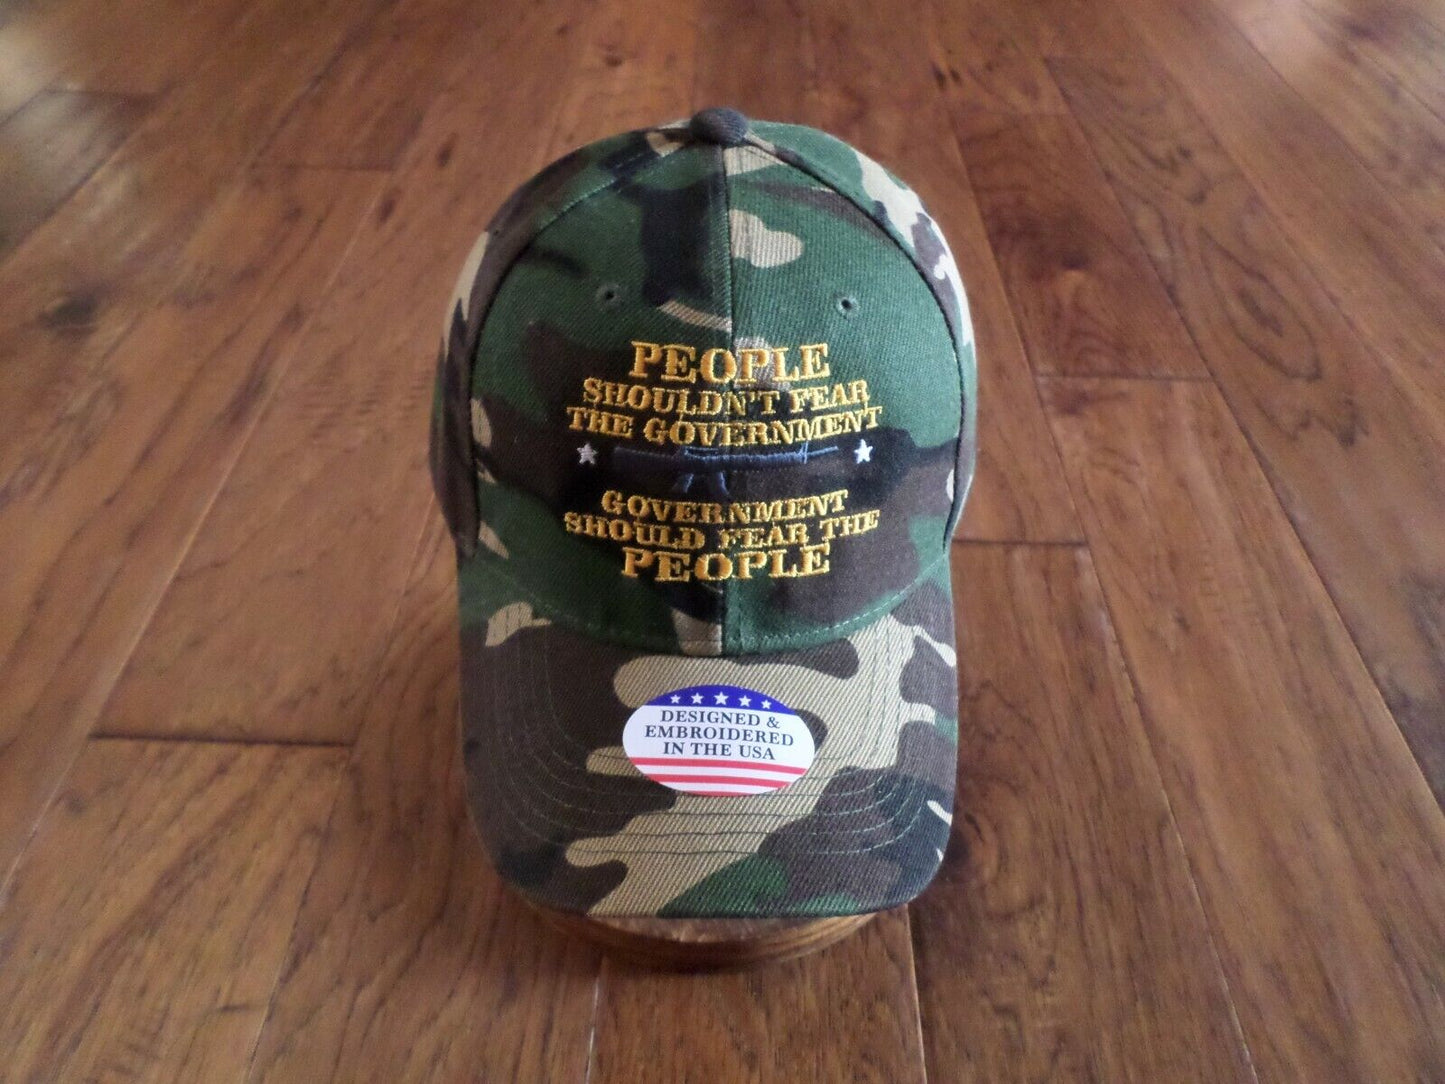 PEOPLE
SHOULDN'T FEAR
THE GOVERNMENT
GOVERNMENT
SHOULD FEAR THE
PEOPLE
DESIGNED &
EMBROIDERED
IN THE USA